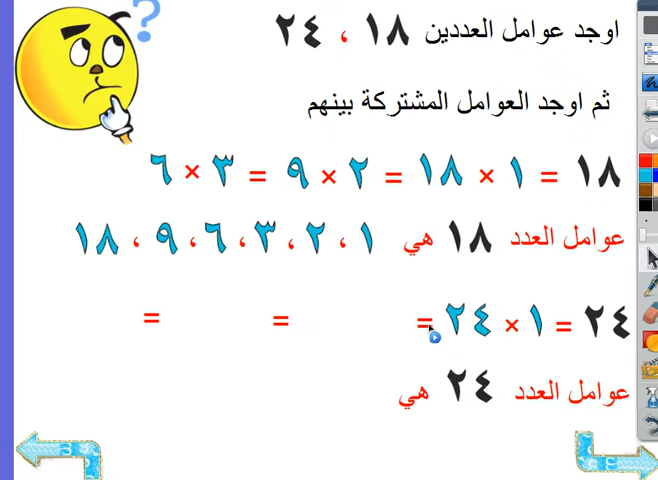 اوجد عوامل العددين ١٨ ، ٢٤
ثم اوجد العوامل المشتركة بينهم
١٨ = ١ × ١٨ = ٢ × ٩ = ٣ × ٦
عوامل العدد ١٨ هي ١ ، ٢ ، ٣ ، ٦ ، ٩ ، ١٨
٢٤ = ١ × ٢٤ = = =
عوامل العدد ٢٤ هي